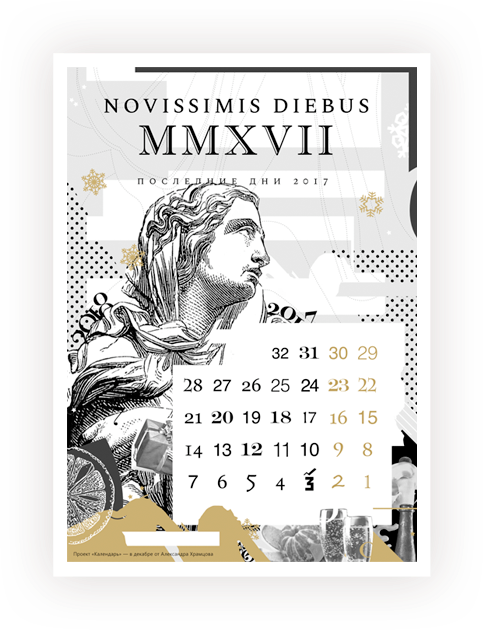 NOVISSIMIS DIEBUS
MMXVII
ПОСЛЕДНИЕ ДНИ 2017
2017
32 31 30 29
28 27 26 25 24 23 22
21 20 19 18 17 16 15
14 13 12 11 10 9 8
7 6 5 4 3 2 1
Проект «Календарь» — в декабре от Александра Храмцова